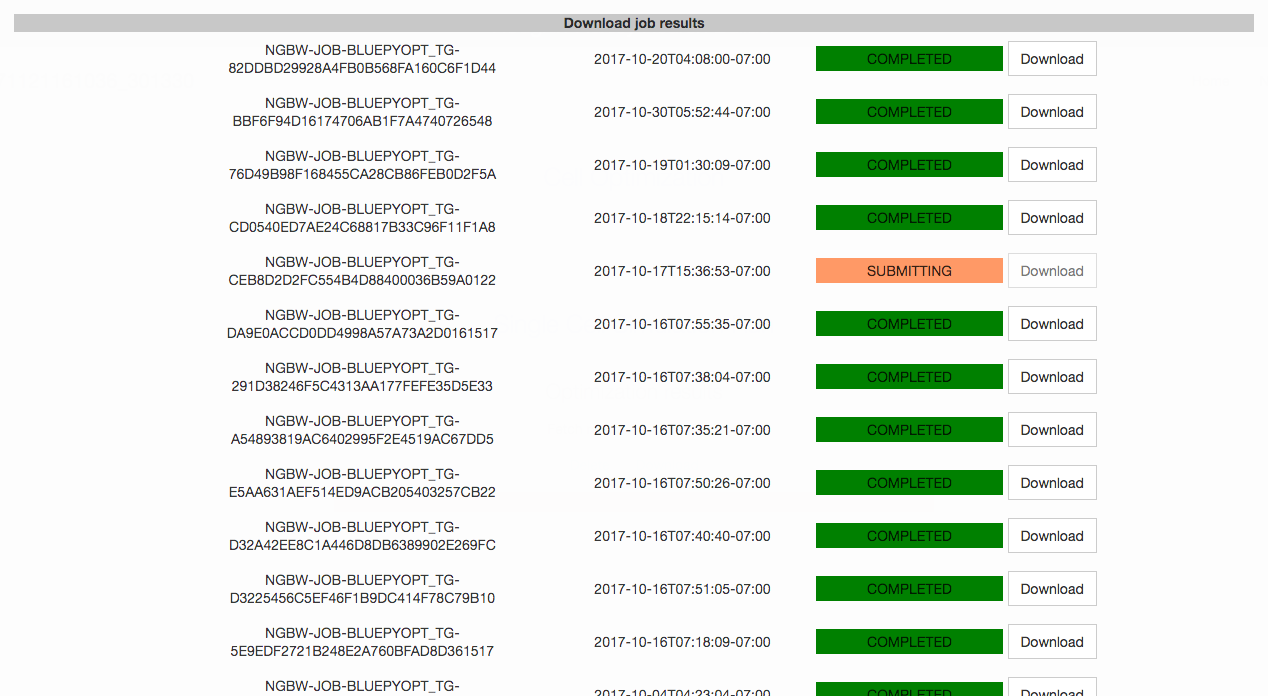 Download job results
NGBW-JOB-BLUEPYOPT_TG-
82DDBD29928A4FB0B568FA160C6F1D44 2017-10-20T04:08:00-07:00 COMPLETED Download
NGBW-JOB-BLUEPYOPT_TG-
BBF6F94D16174706AB1F7A4740726548 2017-10-30T05:52:44-07:00 COMPLETED Download
NGBW-JOB-BLUEPYOPT_TG-
76D49B98F168455CA28CB86FEB0D2F5A 2017-10-19T01:30:09-07:00 COMPLETED Download
NGBW-JOB-BLUEPYOPT_TG-
CD0540ED7AE24C68817B33C96F11F1A8 2017-10-18T22:15:14-07:00 COMPLETED Download
NGBW-JOB-BLUEPYOPT_TG-
CEB8D2D2FC554B4D88400036B59A0122 2017-10-17T15:36:53-07:00 SUBMITTING Download
NGBW-JOB-BLUEPYOPT_TG-
DA9E0ACCD0DD4998A57A73A2D0161517 2017-10-16T07:55:35-07:00 COMPLETED Download
NGBW-JOB-BLUEPYOPT_TG-
291D38246F5C4313AA177FEFE35D5E33 2017-10-16T07:38:04-07:00 COMPLETED Download
NGBW-JOB-BLUEPYOPT_TG-
A54893819AC6402995F2E4519AC67DD5 2017-10-16T07:35:21-07:00 COMPLETED Download
NGBW-JOB-BLUEPYOPT_TG-
E5AA631AEF514ED9ACB205403257CB22 2017-10-16T07:50:26-07:00 COMPLETED Download
NGBW-JOB-BLUEPYOPT_TG-
D32A42EE8C1A446D8DB6389902E269FC 2017-10-16T07:40:40-07:00 COMPLETED Download
NGBW-JOB-BLUEPYOPT_TG-
D3225456C5EF46F1B9DC414F78C79B10 2017-10-16T07:51:05-07:00 COMPLETED Download
NGBW-JOB-BLUEPYOPT_TG-
5E9EDF2721B248E2A760BFAD8D361517 2017-10-16T07:18:09-07:00 COMPLETED Download
NGBW-JOB-BLUEPYOPT_TG-
2017-10-04T04:23:04-07:00 COMPLETED Download